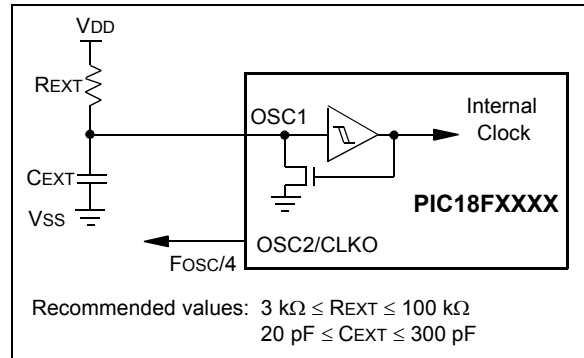 VDD
REXT
OSC1
Internal
Clock
CEXT
PIC18FXXXX
VSS
OSC2/CLKO
FOSC/4
Recommended values: 3 kΩ ≤ REXT ≤ 100 kΩ
20 pF ≤ CEXT ≤ 300 pF